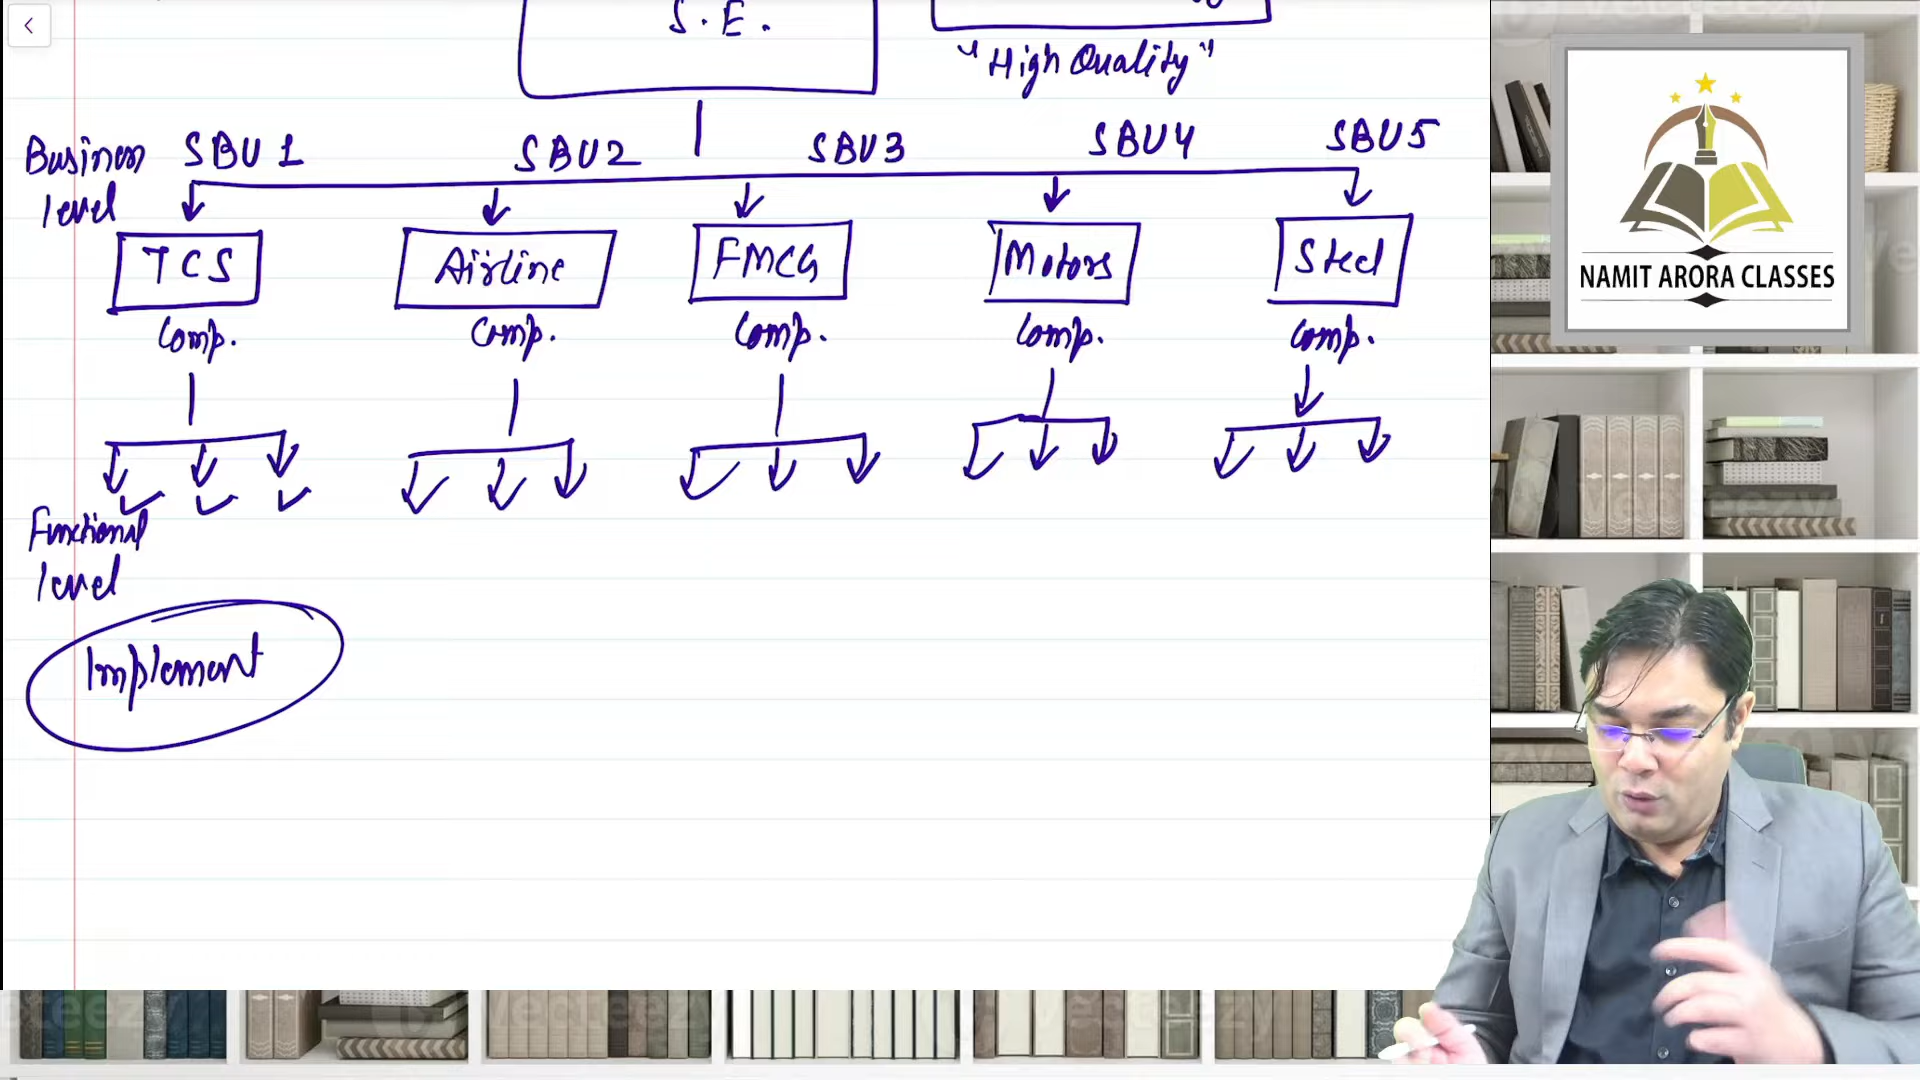 S.E.
"High Quality"
Business level
SBU 1 SBU2 SBU3 SBU4 SBU5
TCS Airline FMCG Motors Steel
Comp. Comp. Comp. Comp. Comp.
Functional
level
Implement
NAMIT ARORA CLASSES